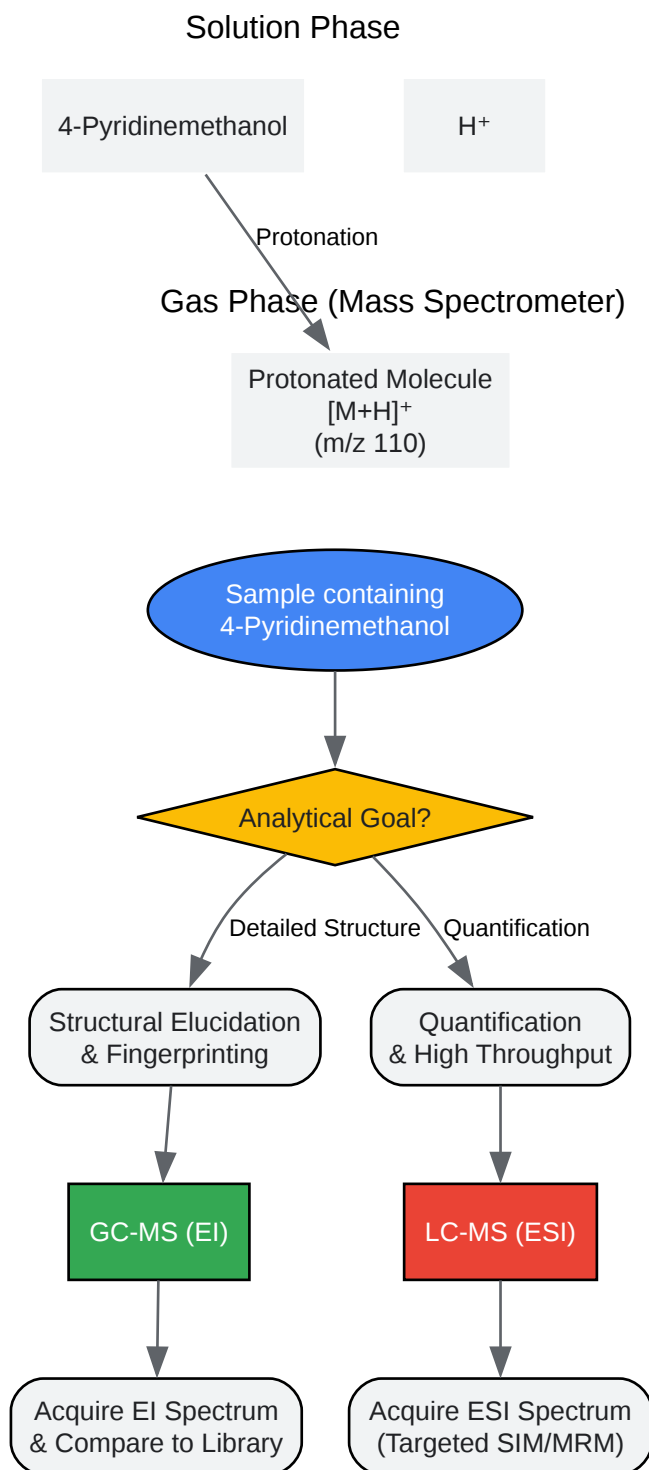 Solution Phase
4-Pyridinemethanol
H⁺
Protonation
Gas Phase (Mass Spectrometer)
Protonated Molecule
[M+H]⁺
(m/z 110)
Sample containing
4-Pyridinemethanol
Analytical Goal?
Detailed Structure
Quantification
Structural Elucidation
& Fingerprinting
Quantification
& High Throughput
GC-MS (EI)
LC-MS (ESI)
Acquire EI Spectrum
& Compare to Library
Acquire ESI Spectrum
(Targeted SIM/MRM)